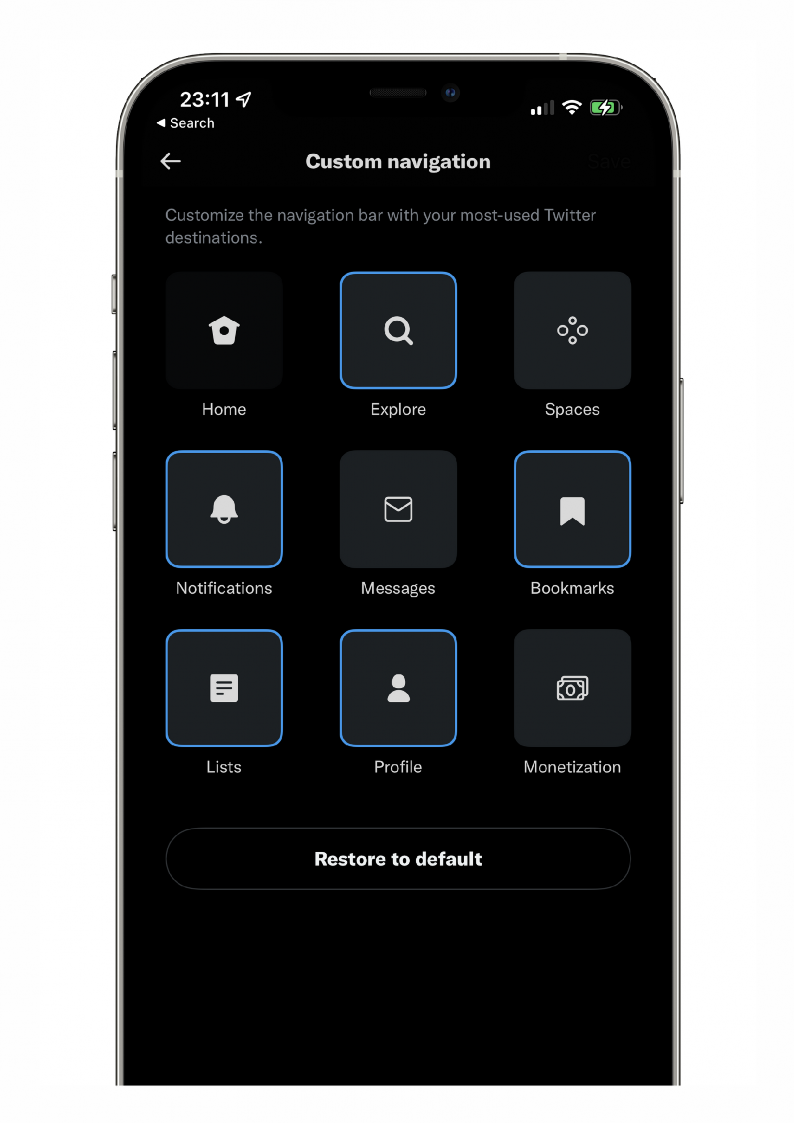 23:11
◀ Search
Custom navigation
Save
Customize the navigation bar with your most-used Twitter
destinations.
Home
Explore
Spaces
Notifications
Messages
Bookmarks
Lists
Profile
Monetization
Restore to default